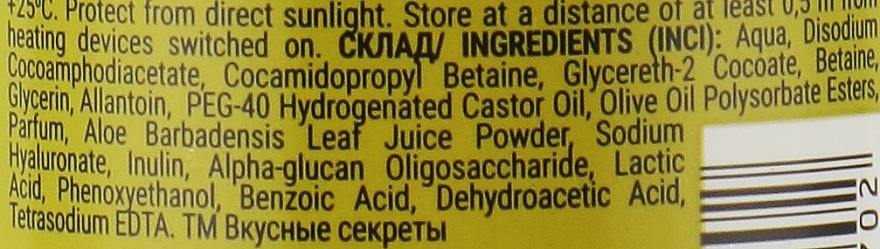 +25°C. Protect from direct sunlight. Store at a distance of at least 0,5 m from
heating devices switched on. СКЛАД/ INGREDIENTS (INCI): Aqua, Disodium
Cocoamphodiacetate, Cocamidopropyl Betaine, Glycereth-2 Cocoate, Betaine,
Glycerin, Allantoin, PEG-40 Hydrogenated Castor Oil, Olive Oil Polysorbate Esters,
Parfum, Aloe Barbadensis Leaf Juice Powder, Sodium
Hyaluronate, Inulin, Alpha-glucan Oligosaccharide, Lactic
Acid, Phenoxyethanol, Benzoic Acid, Dehydroacetic Acid,
Tetrasodium EDTA. ТМ Вкусные секреты
02